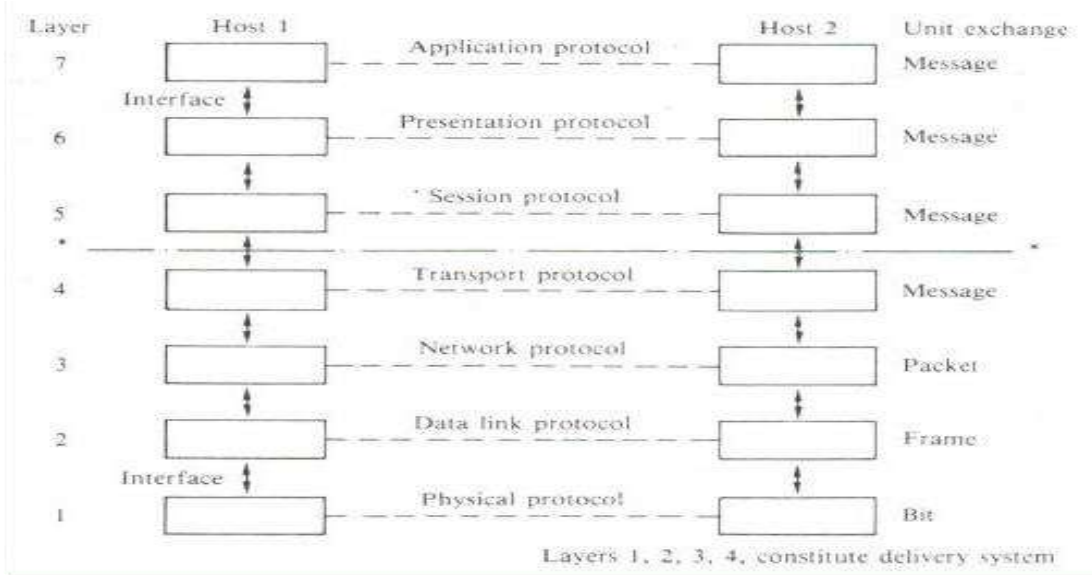 Layer Host 1 Host 2 Unit exchange
7 Application protocol Message
Interface
6 Presentation protocol Message
5 Session protocol Message
* *
4 Transport protocol Message
3 Network protocol Packet
2 Data link protocol Frame
Interface
1 Physical protocol Bit
Layers 1, 2, 3, 4, constitute delivery system